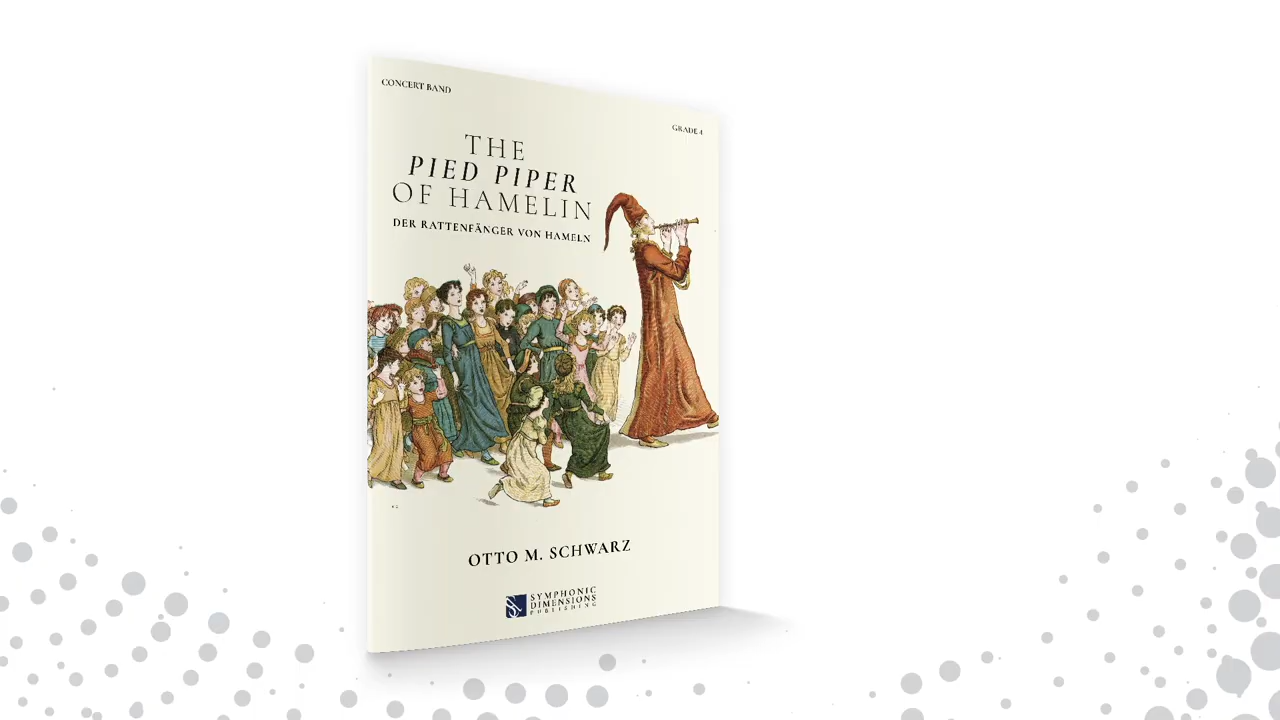 CONCERT BAND
GRADE 4
THE
PIED PIPER
OF HAMELIN
DER RATTENFÄNGER VON HAMELN
OTTO M. SCHWARZ
SYMPHONIC
DIMENSIONS
PUBLISHING